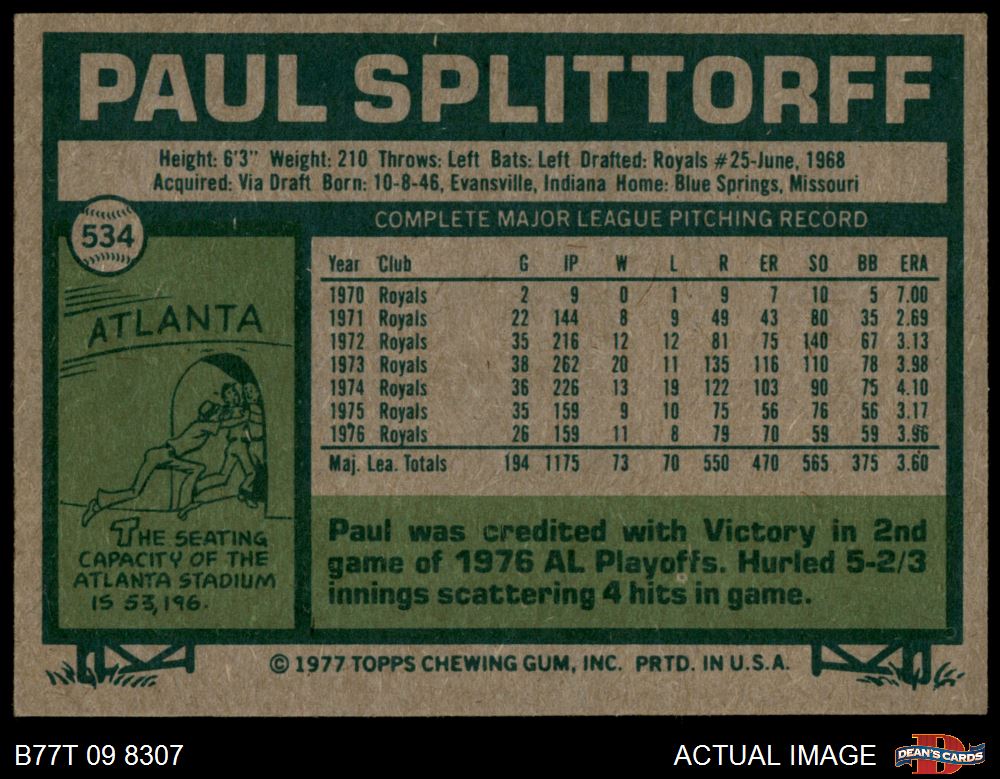 PAUL SPLITTORFF
Height: 6'3" Weight: 210 Throws: Left Bats: Left Drafted: Royals #25-June, 1968
Acquired: Via Draft Born: 10-8-46, Evansville, Indiana Home: Blue Springs, Missouri
534
COMPLETE MAJOR LEAGUE PITCHING RECORD
Year Club G IP W L R ER SO BB ERA
1970 Royals 2 9 0 1 9 7 10 5 7.00
1971 Royals 22 144 8 9 49 43 80 35 2.69
1972 Royals 35 216 12 12 81 75 140 67 3.13
1973 Royals 38 262 20 11 135 116 110 78 3.98
1974 Royals 36 226 13 19 122 103 90 75 4.10
1975 Royals 35 159 9 10 75 56 76 56 3.17
1976 Royals 26 159 11 8 79 70 59 59 3.96
Maj. Lea. Totals 194 1175 73 70 550 470 565 375 3.60
ATLANTA
THE SEATING
CAPACITY OF THE
ATLANTA STADIUM
IS 53,196.
Paul was credited with Victory in 2nd
game of 1976 AL Playoffs. Hurled 5-2/3
innings scattering 4 hits in game.
© 1977 TOPPS CHEWING GUM, INC. PRTD. IN U.S.A.
B77T 09 8307
ACTUAL IMAGE
D
DEAN'S CARDS